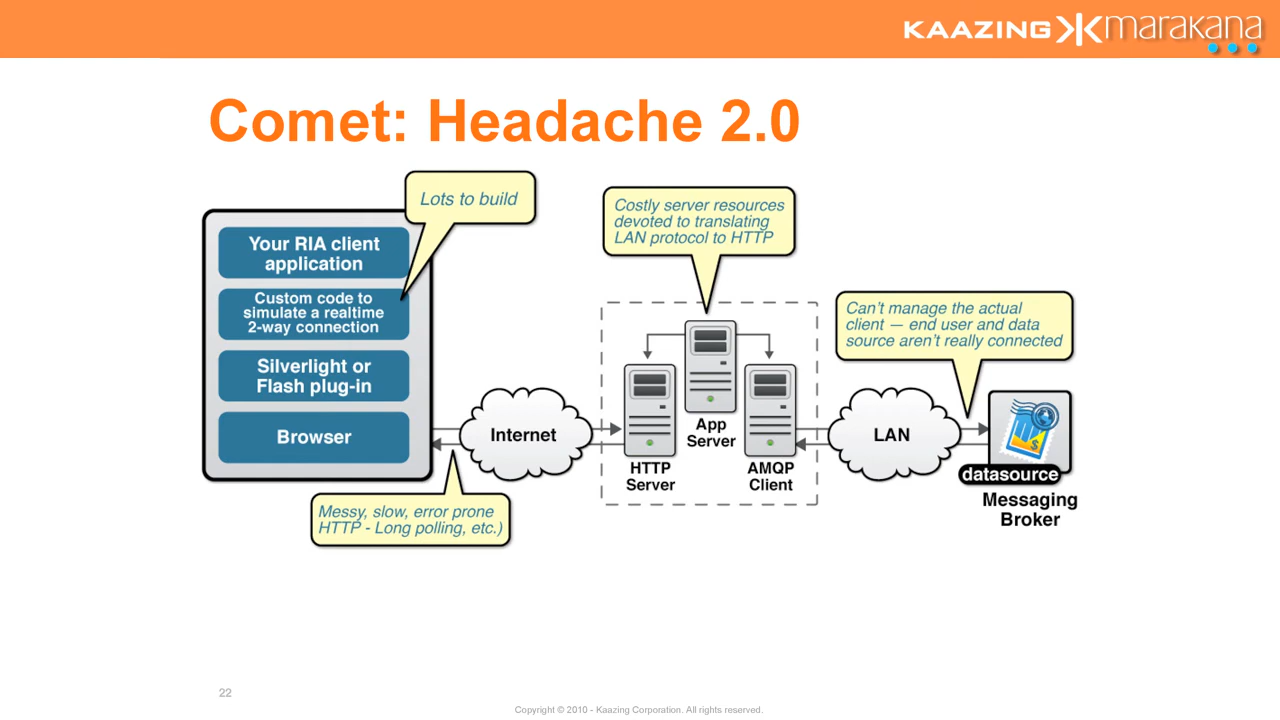 KAAZING marakana
Comet: Headache 2.0
Lots to build
Costly server resources
devoted to translating
LAN protocol to HTTP
Your RIA client
application
Custom code to
simulate a realtime
2-way connection
Silverlight or
Flash plug-in
Browser
Can't manage the actual
client — end user and data
source aren't really connected
Internet
HTTP
Server
App
Server
AMQP
Client
LAN
datasource
Messaging
Broker
Messy, slow, error prone
HTTP - Long polling, etc.)
22
Copyright © 2010 - Kaazing Corporation. All rights reserved.